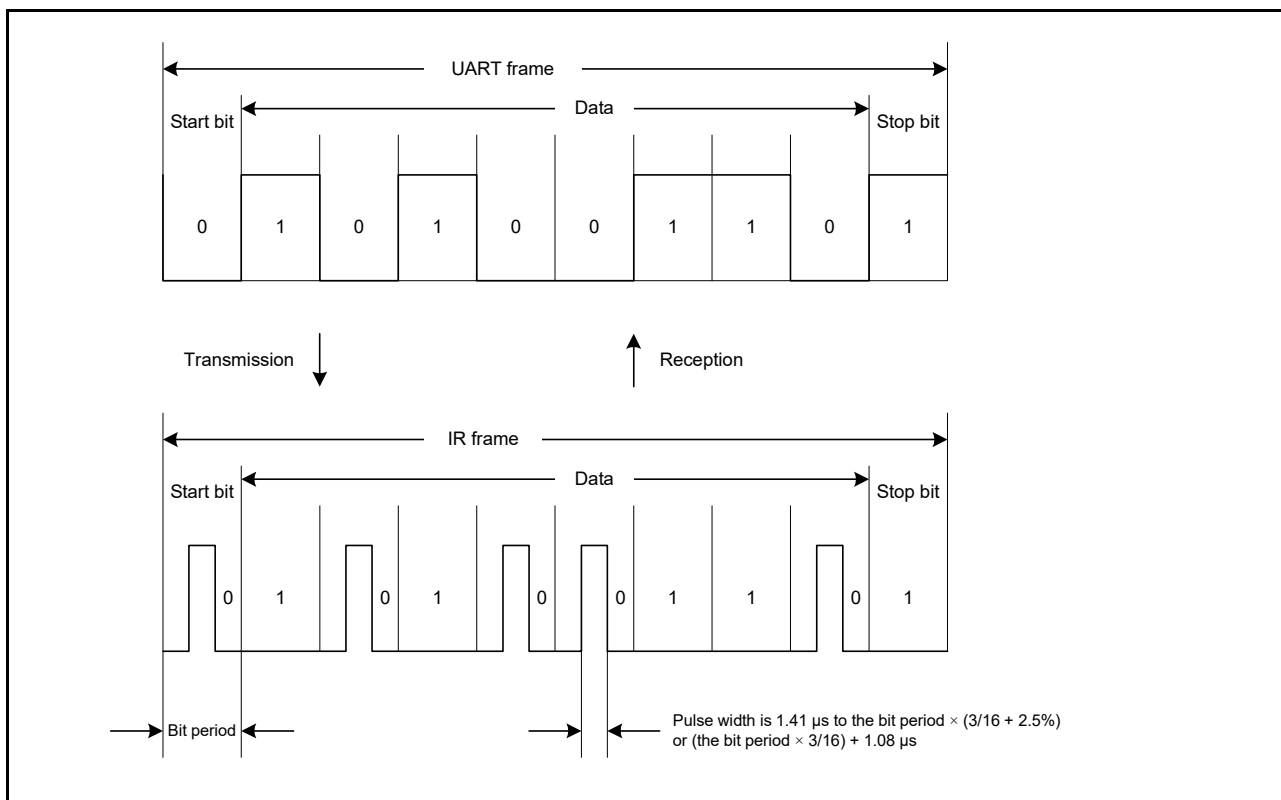 UART frame
Data
Start bit
Stop bit
0 1 0 1 0 0 1 1 0 1
Transmission
Reception
IR frame
Data
Start bit
Stop bit
0 1 0 1 0 0 1 1 0 1
Bit period
Pulse width is 1.41 µs to the bit period × (3/16 + 2.5%)
or (the bit period × 3/16) + 1.08 µs